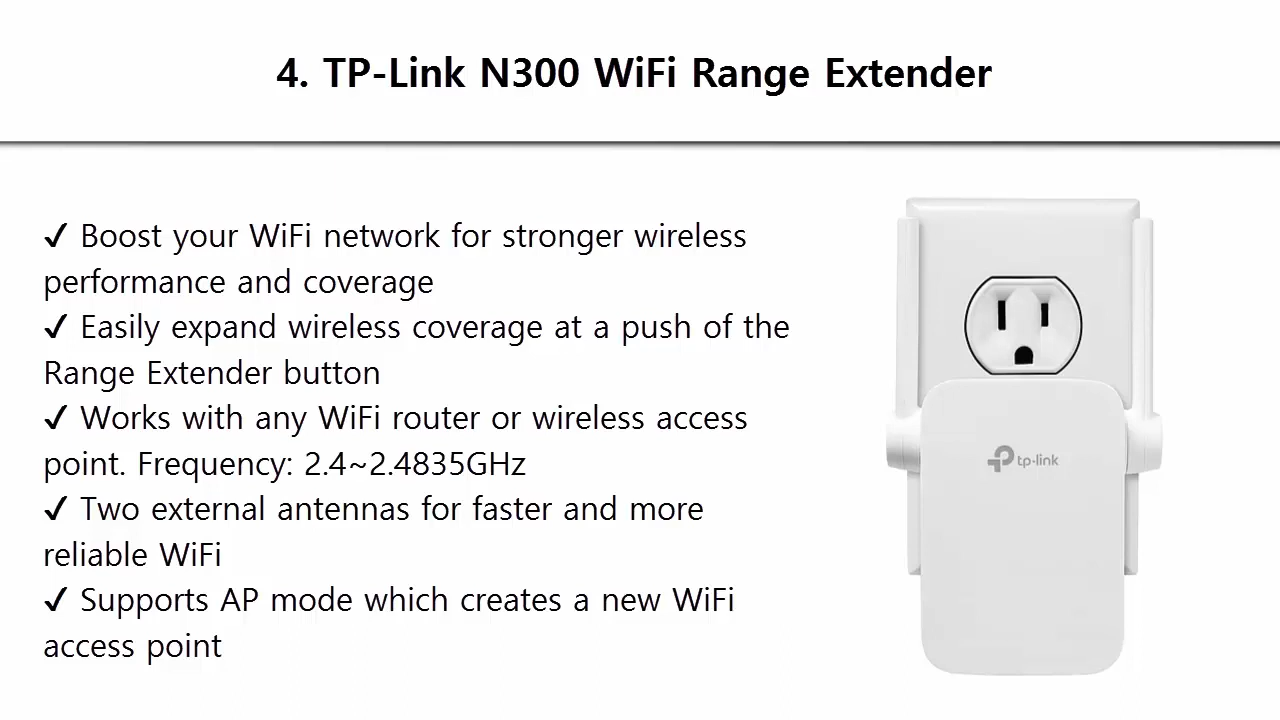 4. TP-Link N300 WiFi Range Extender
✔ Boost your WiFi network for stronger wireless
performance and coverage
✔ Easily expand wireless coverage at a push of the
Range Extender button
✔ Works with any WiFi router or wireless access
point. Frequency: 2.4~2.4835GHz
✔ Two external antennas for faster and more
reliable WiFi
✔ Supports AP mode which creates a new WiFi
access point
tp-link